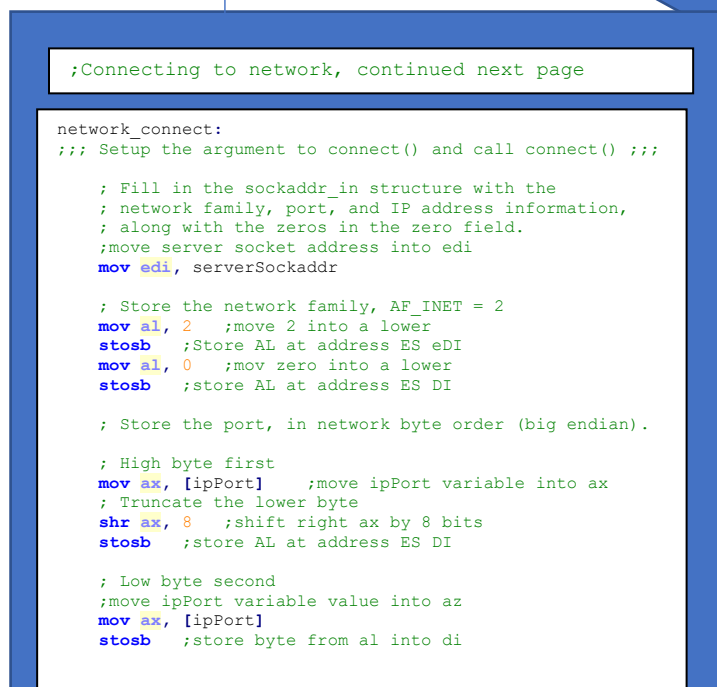 ;Connecting to network, continued next page
network_connect:
;;; Setup the argument to connect() and call connect() ;;;
; Fill in the sockaddr_in structure with the
; network family, port, and IP address information,
; along with the zeros in the zero field.
;move server socket address into edi
mov edi, serverSockaddr
; Store the network family, AF_INET = 2
mov al, 2 ;move 2 into a lower
stosb ;Store AL at address ES eDI
mov al, 0 ;mov zero into a lower
stosb ;store AL at address ES DI
; Store the port, in network byte order (big endian).
; High byte first
mov ax, [ipPort] ;move ipPort variable into ax
; Truncate the lower byte
shr ax, 8 ;shift right ax by 8 bits
stosb ;store AL at address ES DI
; Low byte second
;move ipPort variable value into az
mov ax, [ipPort]
stosb ;store byte from al into di